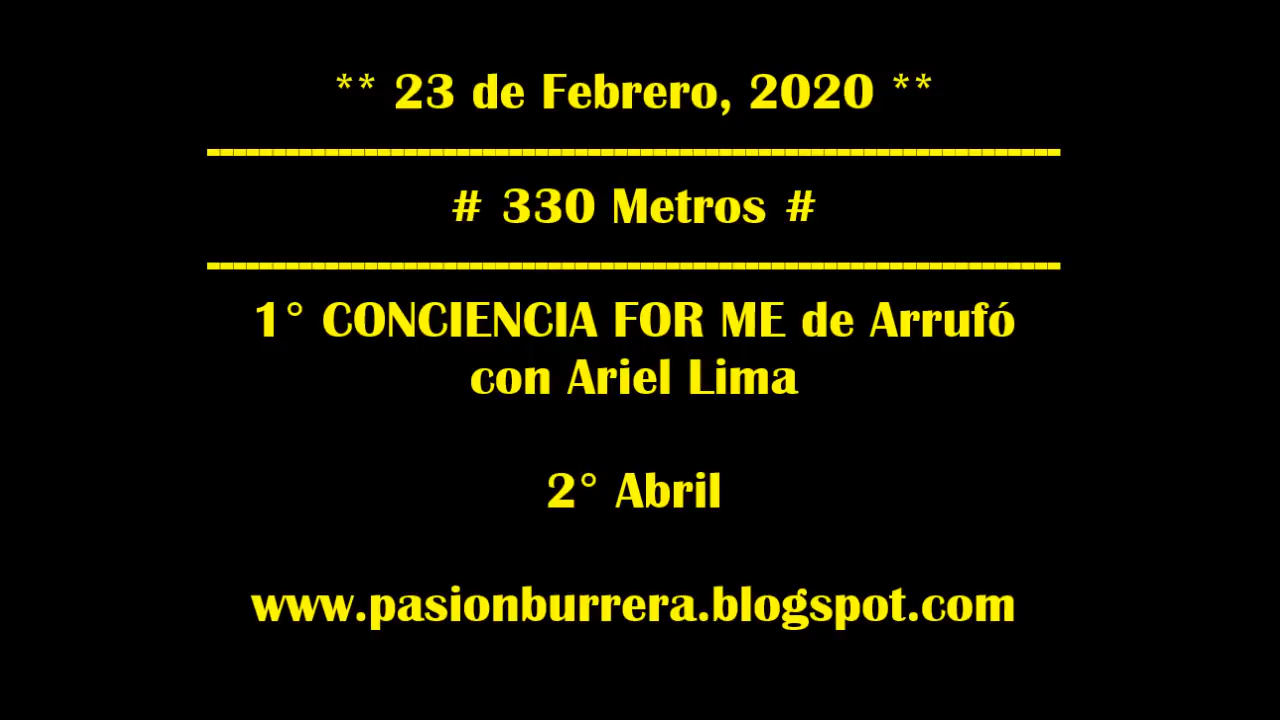 ** 23 de Febrero, 2020 **
-----------------------------------------------------------------
# 330 Metros #
-----------------------------------------------------------------
1° CONCIENCIA FOR ME de Arrufó
con Ariel Lima
2° Abril
www.pasionburrera.blogspot.com